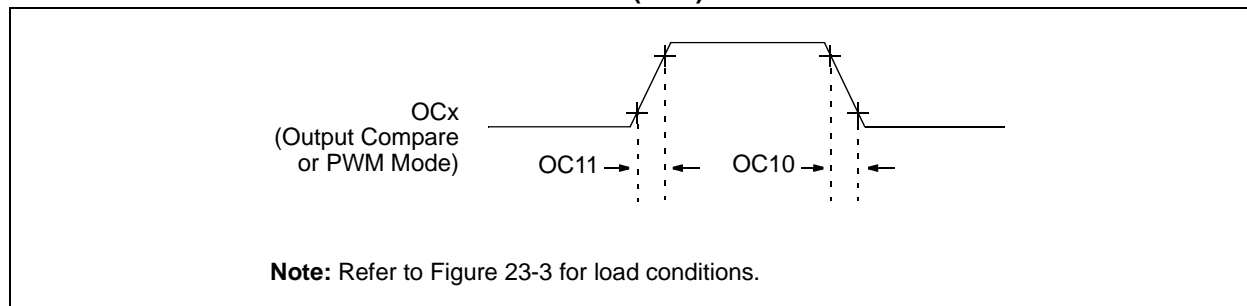 OCx
(Output Compare
or PWM Mode)
OC11
OC10
Note: Refer to Figure 23-3 for load conditions.